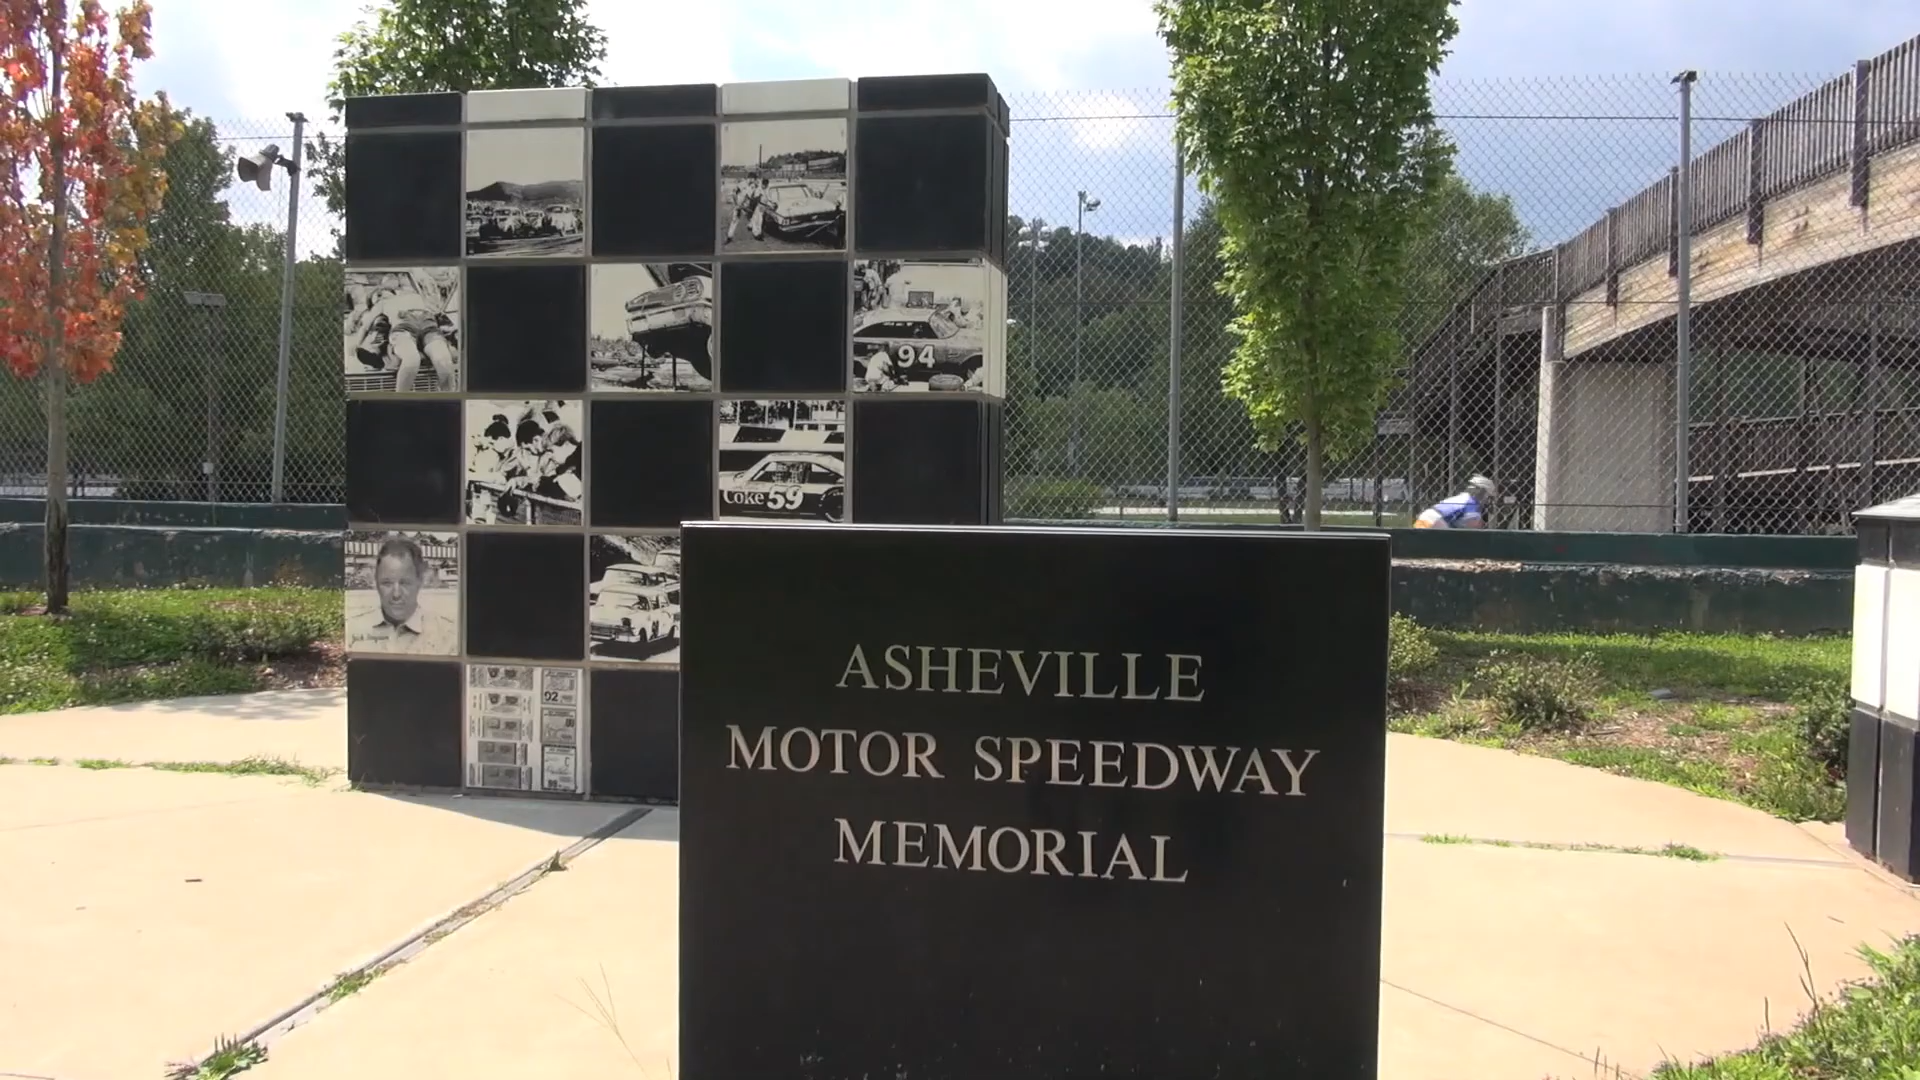 94
Coke 59
ASHEVILLE
MOTOR SPEEDWAY
MEMORIAL